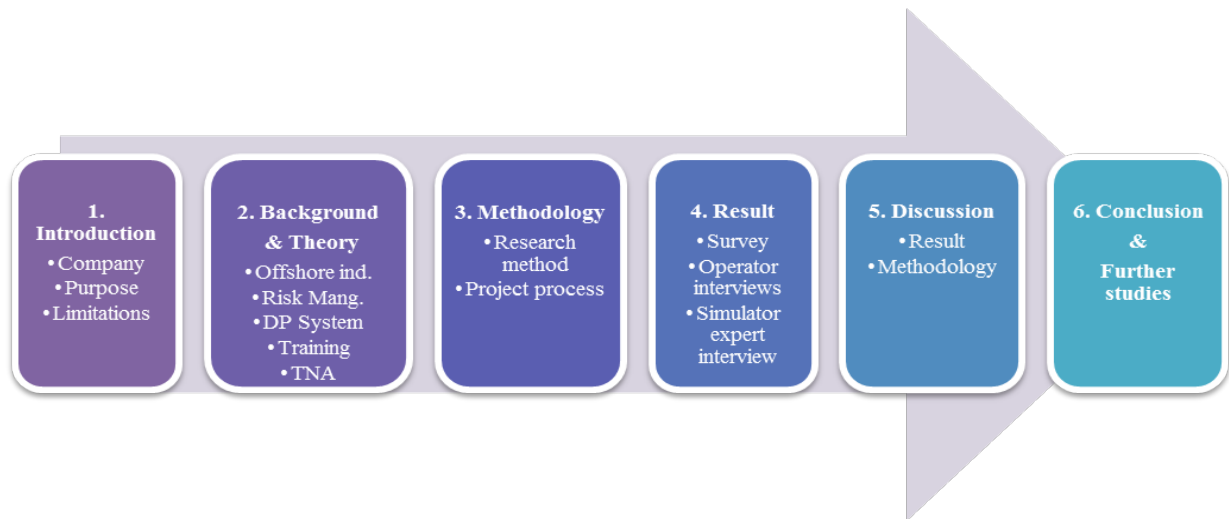 1.
Introduction
•Company
•Purpose
•Limitations
2. Background
& Theory
•Offshore ind.
•Risk Mang.
•DP System
•Training
•TNA
3. Methodology
•Research
method
•Project process
4. Result
•Survey
•Operator
interviews
•Simulator
expert
interview
5. Discussion
•Result
•Methodology
6. Conclusion
&
Further
studies